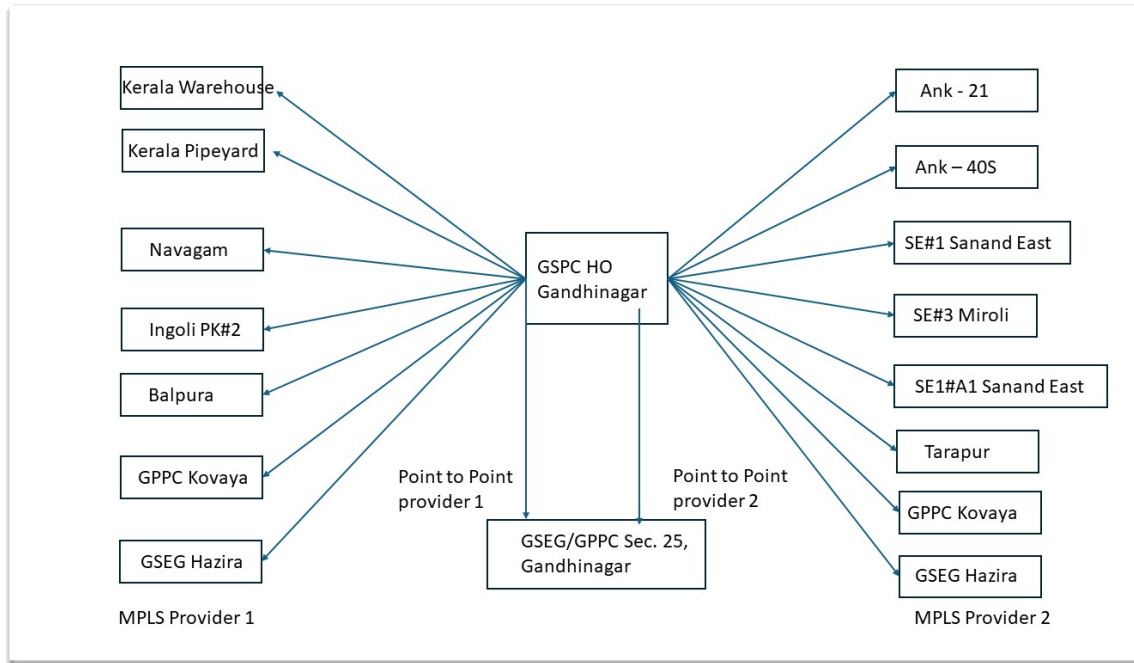 Kerala Warehouse
Kerala Pipeyard
Navagam
Ingoli PK#2
Balpura
GPPC Kovaya
GSEG Hazira
MPLS Provider 1
GSPC HO
Gandhinagar
Point to Point
provider 1
Point to Point
provider 2
GSEG/GPPC Sec. 25,
Gandhinagar
Ank - 21
Ank – 40S
SE#1 Sanand East
SE#3 Miroli
SE1#A1 Sanand East
Tarapur
GPPC Kovaya
GSEG Hazira
MPLS Provider 2